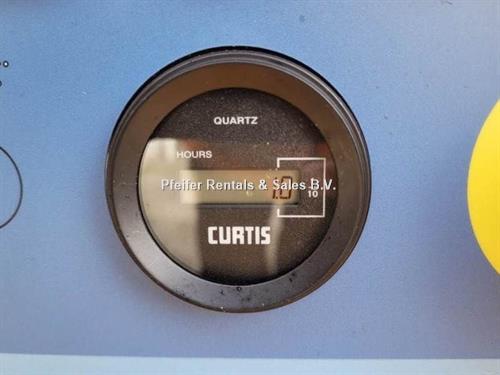 QUARTZ
HOURS
Pfeifer Rentals & Sales B.V.
1.0
10
CURTIS